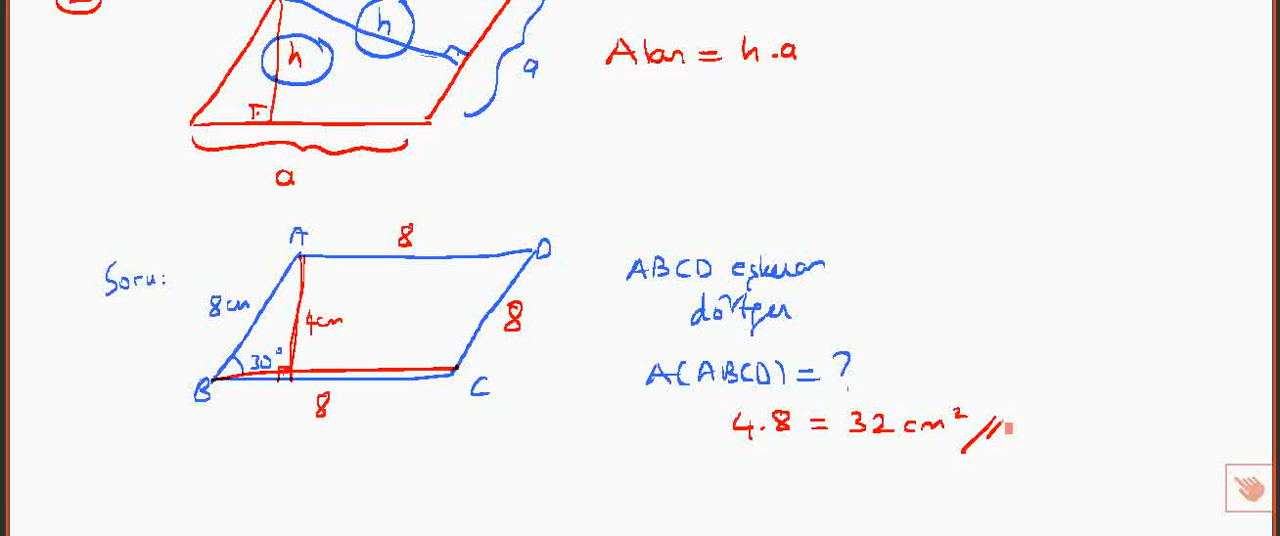 h
h
a
Alan = h.a
a
Soru:
A
8
D
8cm
4cm
8
30°
B
8
C
ABCD eşkenar
dörtgen
A(ABCD) = ?
4.8 = 32 cm²